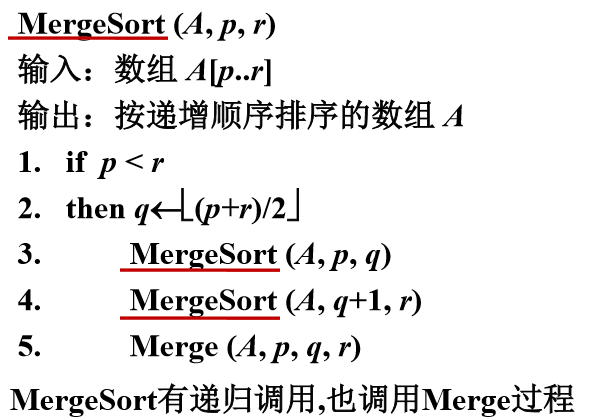 MergeSort (A, p, r)
输入：数组 A[p..r]
输出：按递增顺序排序的数组 A
1. if p < r
2. then q←⌊(p+r)/2⌋
3. MergeSort (A, p, q)
4. MergeSort (A, q+1, r)
5. Merge (A, p, q, r)
MergeSort有递归调用,也调用Merge过程